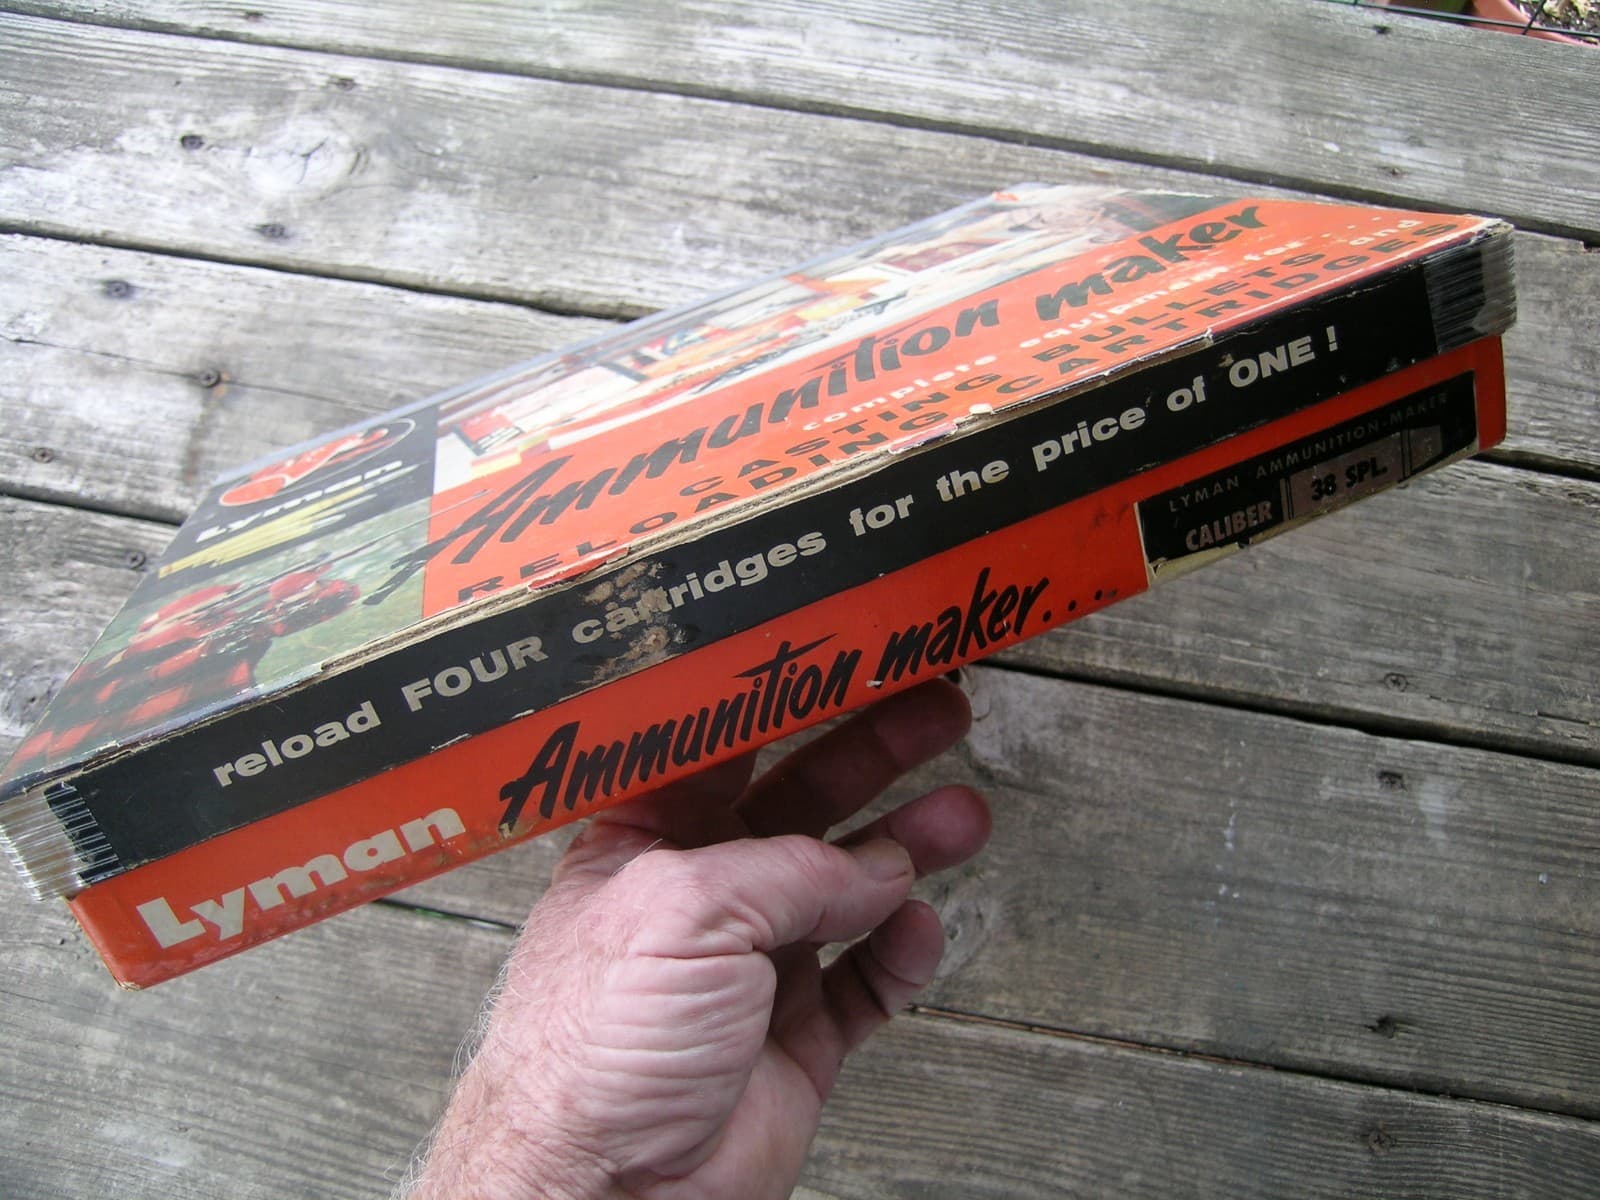 Lyman
Ammunition maker
complete equipment for...
CASTING BULLETS and
RELOADING CARTRIDGES
reload FOUR cartridges for the price of ONE !
Lyman Ammunition maker...
LYMAN AMMUNITION-MAKER
CALIBER 38 SPL.